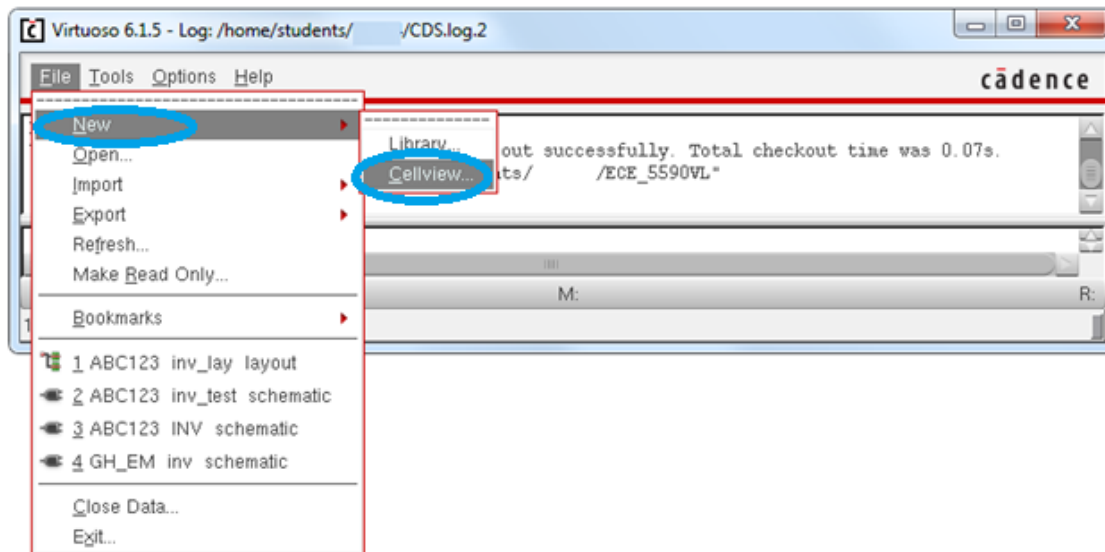 Virtuoso 6.1.5 - Log: /home/students/ /CDS.log.2
File Tools Options Help
cādence
New
Library...
out successfully. Total checkout time was 0.07s.
Open...
Cellview...
ts/ /ECE_5590VL"
Import
Export
Refresh...
Make Read Only...
M:
R:
Bookmarks
1 ABC123 inv_lay layout
2 ABC123 inv_test schematic
3 ABC123 INV schematic
4 GH_EM inv schematic
Close Data...
Exit...